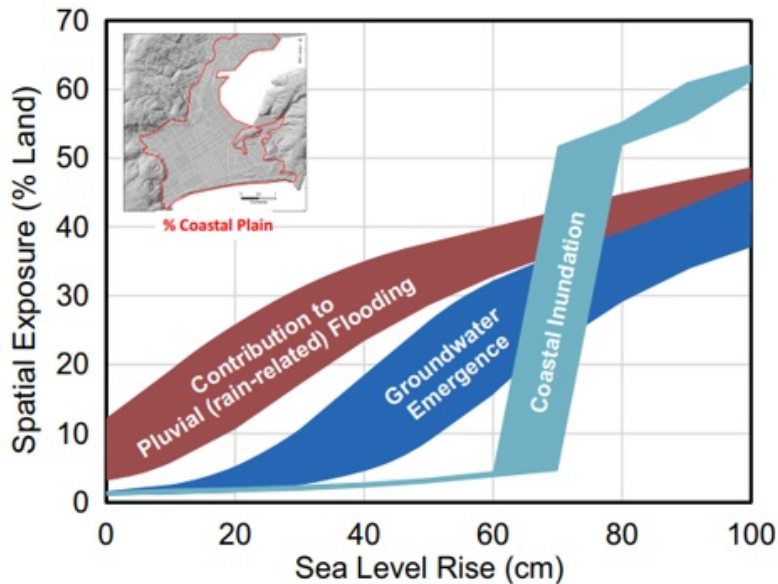 70
60
50
40
30
20
10
0
Spatial Exposure (% Land)
% Coastal Plain
Contribution to
Pluvial (rain-related) Flooding
Groundwater
Emergence
Coastal Inundation
0
20
40
60
80
100
Sea Level Rise (cm)